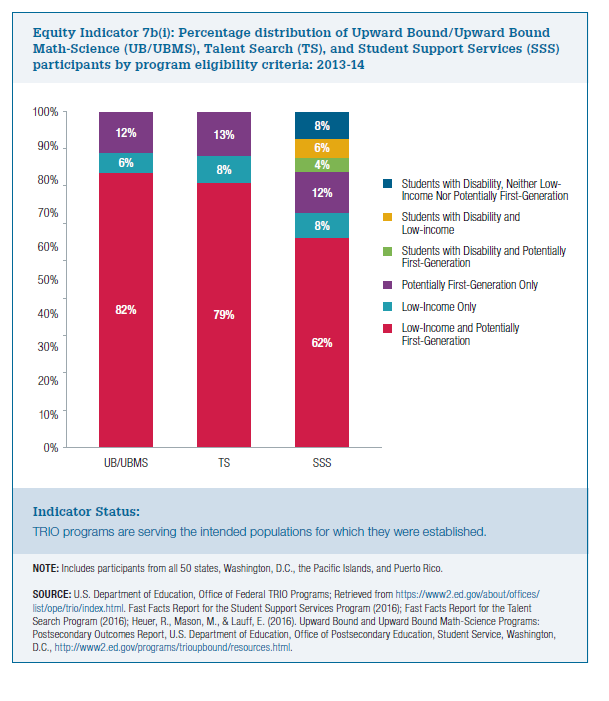 Equity Indicator 7b(i): Percentage distribution of Upward Bound/Upward Bound
Math-Science (UB/UBMS), Talent Search (TS), and Student Support Services (SSS)
participants by program eligibility criteria: 2013-14
100%
90%
80%
70%
60%
50%
40%
30%
20%
10%
0%
12%
6%
82%
13%
8%
79%
8%
6%
4%
12%
8%
62%
UB/UBMS
TS
SSS
Students with Disability, Neither Low-
Income Nor Potentially First-Generation
Students with Disability and
Low-income
Students with Disability and Potentially
First-Generation
Potentially First-Generation Only
Low-Income Only
Low-Income and Potentially
First-Generation
Indicator Status:
TRIO programs are serving the intended populations for which they were established.
NOTE: Includes participants from all 50 states, Washington, D.C., the Pacific Islands, and Puerto Rico.
SOURCE: U.S. Department of Education, Office of Federal TRIO Programs; Retrieved from https://www2.ed.gov/about/offices/
list/ope/trio/index.html. Fast Facts Report for the Student Support Services Program (2016); Fast Facts Report for the Talent
Search Program (2016); Heuer, R., Mason, M., & Lauff, E. (2016). Upward Bound and Upward Bound Math-Science Programs:
Postsecondary Outcomes Report, U.S. Department of Education, Office of Postsecondary Education, Student Service, Washington,
D.C., http://www2.ed.gov/programs/trioupbound/resources.html.